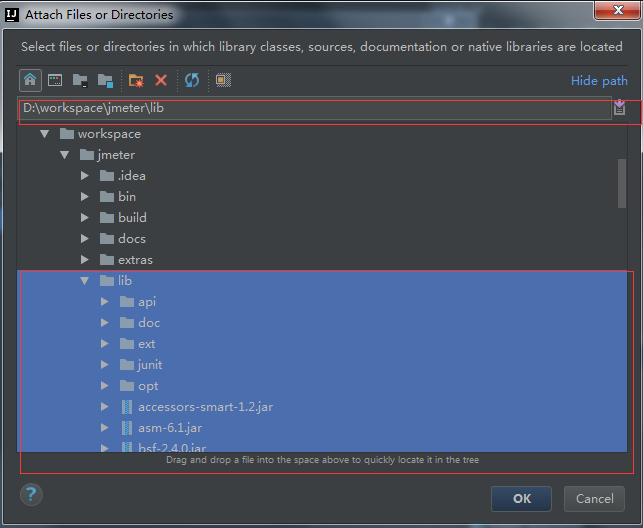 Attach Files or Directories
Select files or directories in which library classes, sources, documentation or native libraries are located
Hide path
D:\workspace\jmeter\lib
workspace
jmeter
.idea
bin
build
docs
extras
lib
api
doc
ext
junit
opt
accessors-smart-1.2.jar
asm-6.1.jar
bsf-2.4.0.jar
Drag and drop a file into the space above to quickly locate it in the tree
?
OK
Cancel